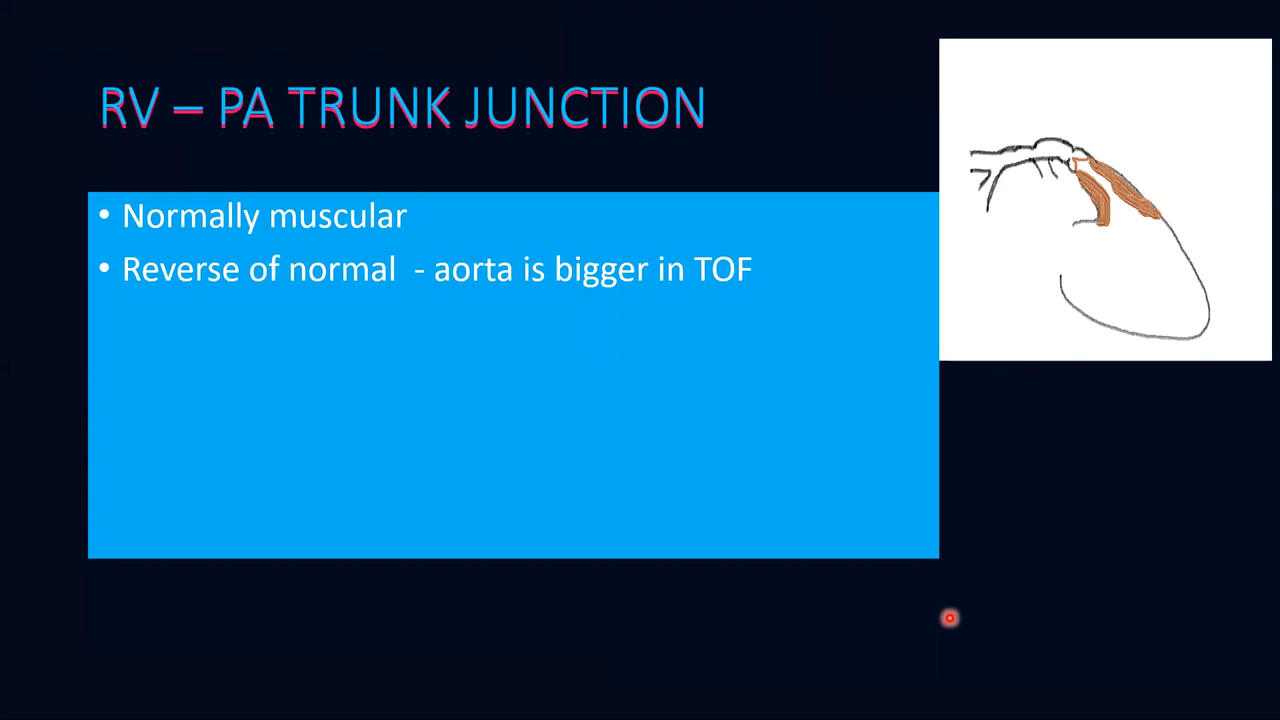 RV – PA TRUNK JUNCTION
• Normally muscular
• Reverse of normal - aorta is bigger in TOF